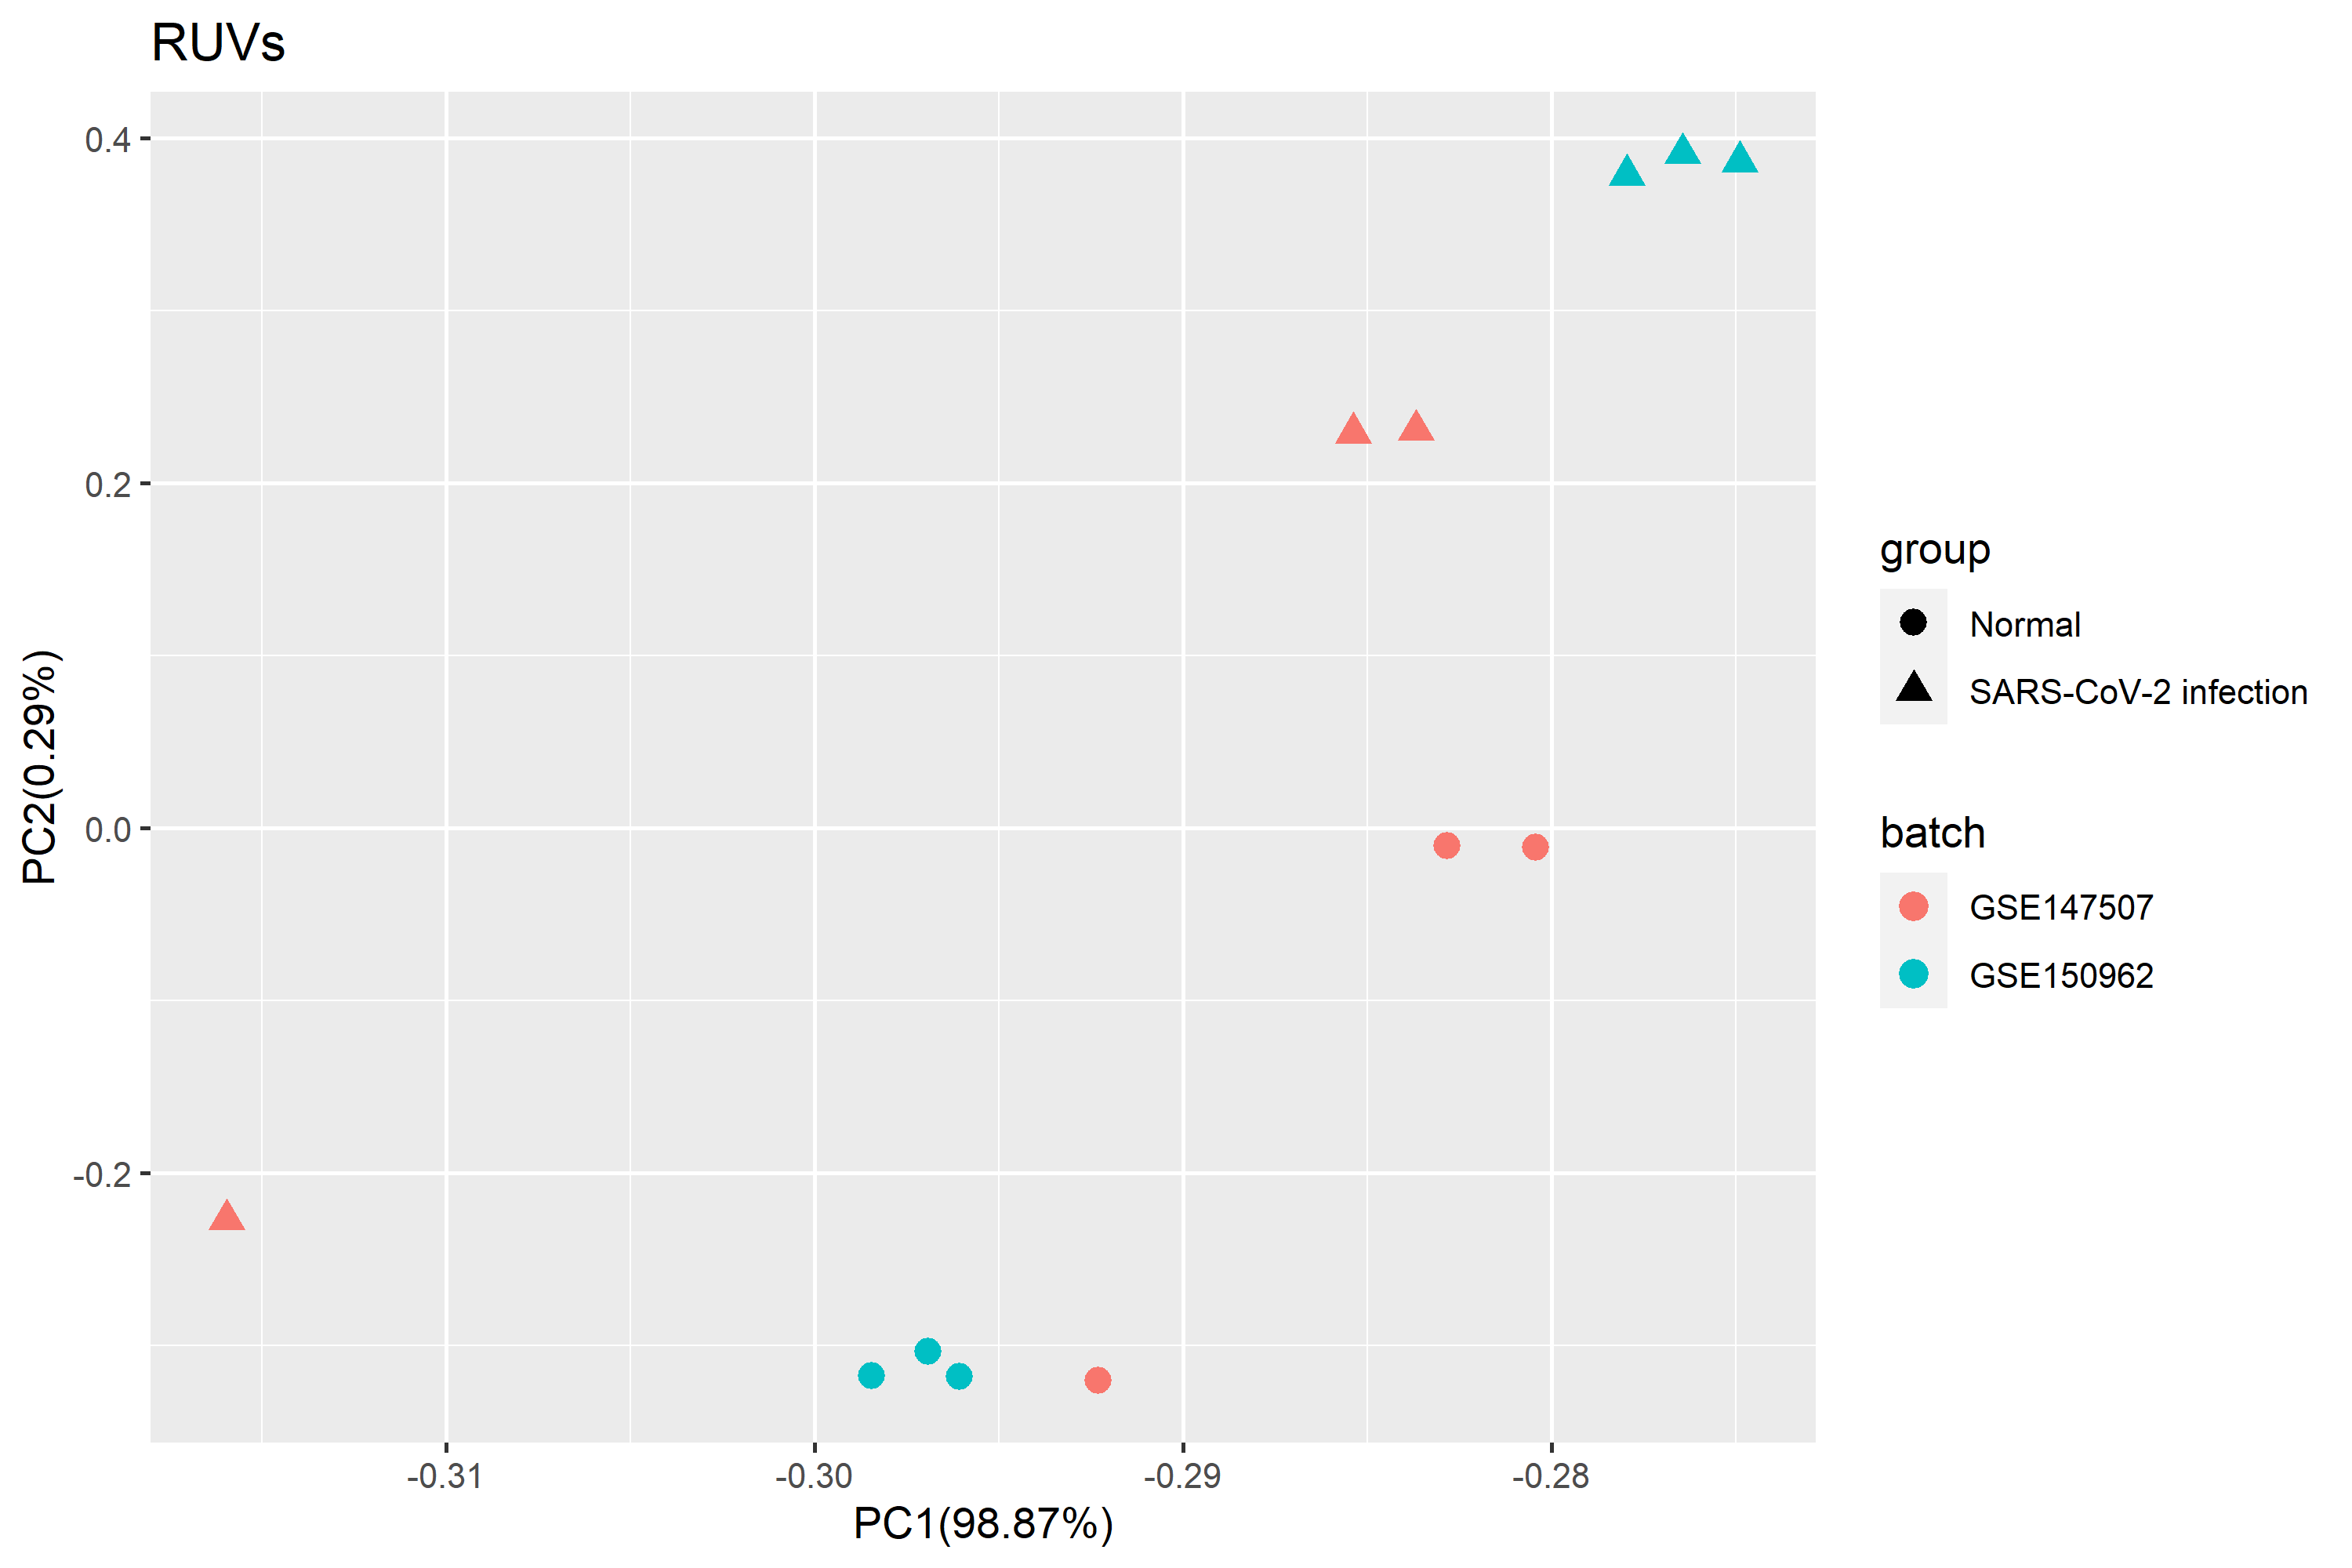 RUVs
0.4
0.2
0.0
-0.2
PC2(0.29%)
-0.31
-0.30
-0.29
-0.28
PC1(98.87%)
group
Normal
SARS-CoV-2 infection
batch
GSE147507
GSE150962